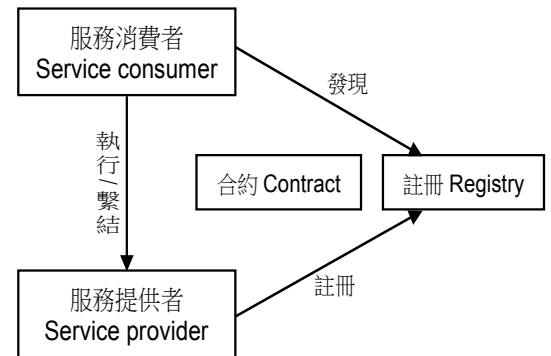 服務消費者
Service consumer
發現
執行/繫結
合約 Contract
註冊 Registry
註冊
服務提供者
Service provider